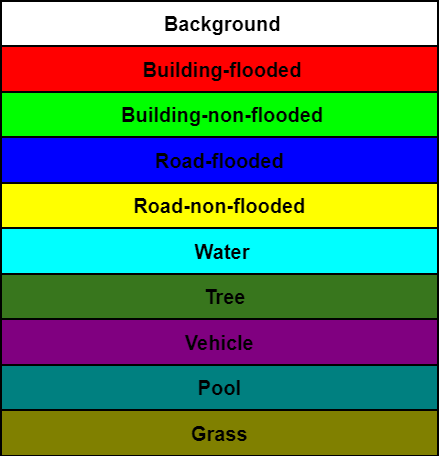 Background
Building-flooded
Building-non-flooded
Road-flooded
Road-non-flooded
Water
Tree
Vehicle
Pool
Grass